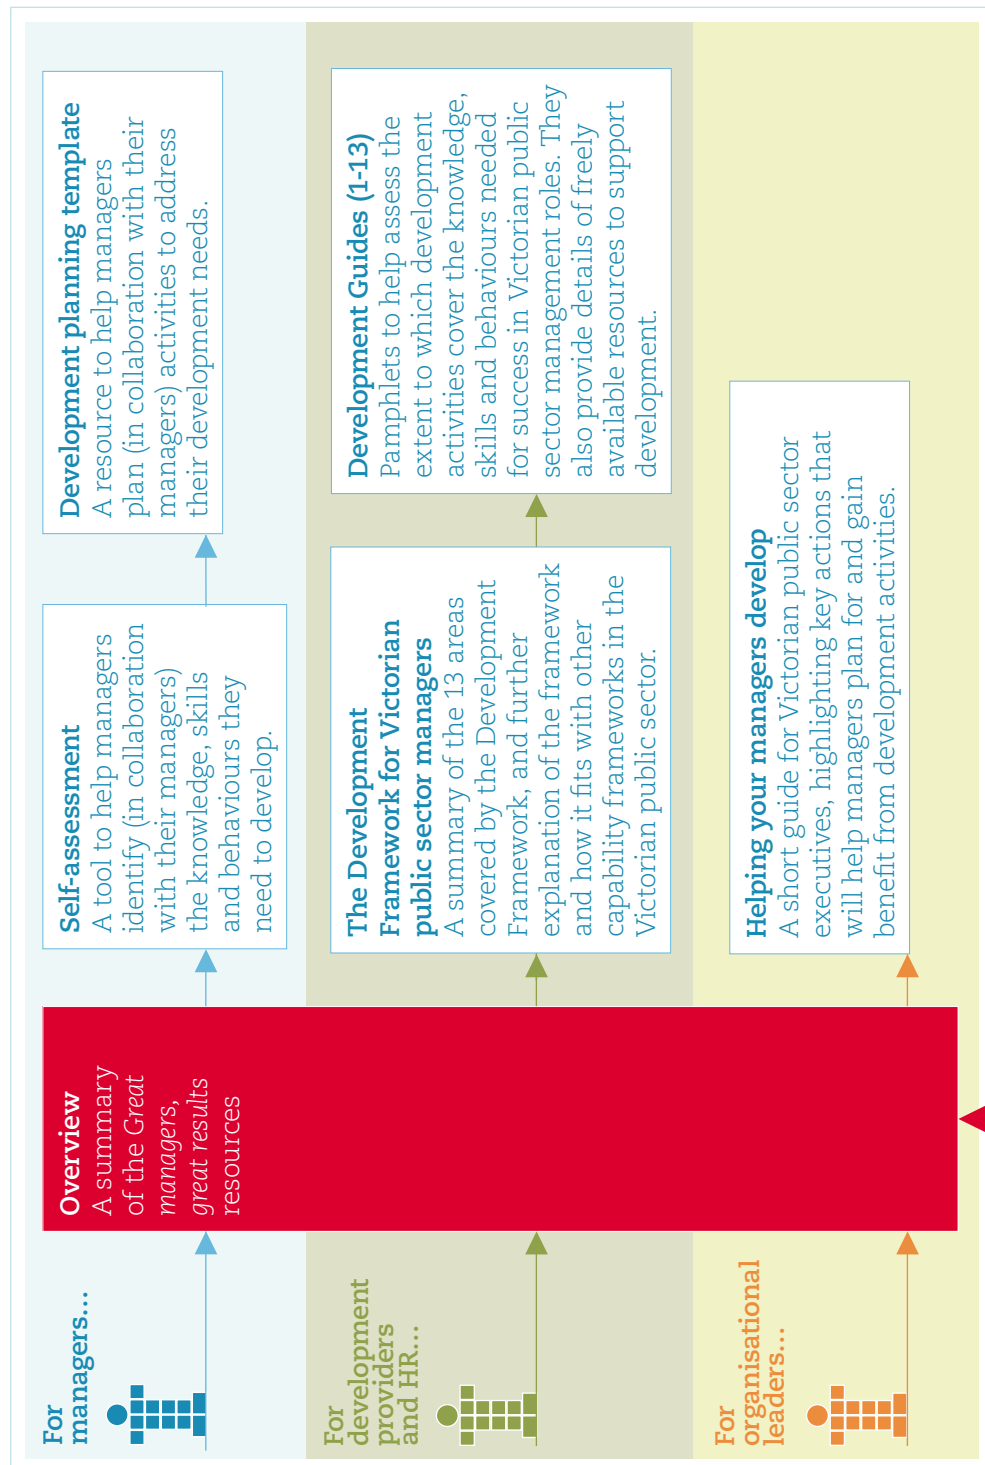 For
managers...
Overview
A summary
of the Great
managers,
great results
resources
Self-assessment
A tool to help managers
identify (in collaboration
with their managers)
the knowledge, skills
and behaviours they
need to develop.
Development planning template
A resource to help managers
plan (in collaboration with their
managers) activities to address
their development needs.
For
development
providers
and HR...
The Development
Framework for Victorian
public sector managers
A summary of the 13 areas
covered by the Development
Framework, and further
explanation of the framework
and how it fits with other
capability frameworks in the
Victorian public sector.
Development Guides (1-13)
Pamphlets to help assess the
extent to which development
activities cover the knowledge,
skills and behaviours needed
for success in Victorian public
sector management roles. They
also provide details of freely
available resources to support
development.
For
organisational
leaders...
Helping your managers develop
A short guide for Victorian public sector
executives, highlighting key actions that
will help managers plan for and gain
benefit from development activities.